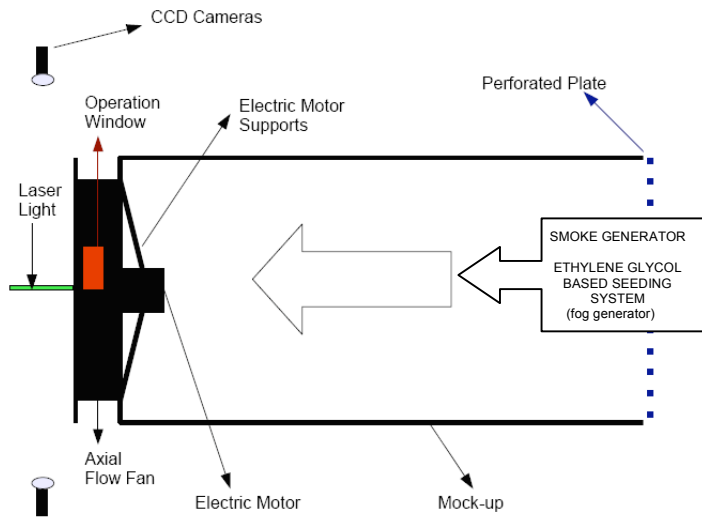 CCD Cameras
Operation
Window
Electric Motor
Supports
Perforated Plate
Laser
Light
SMOKE GENERATOR
ETHYLENE GLYCOL
BASED SEEDING
SYSTEM
(fog generator)
Axial
Flow Fan
Electric Motor
Mock-up